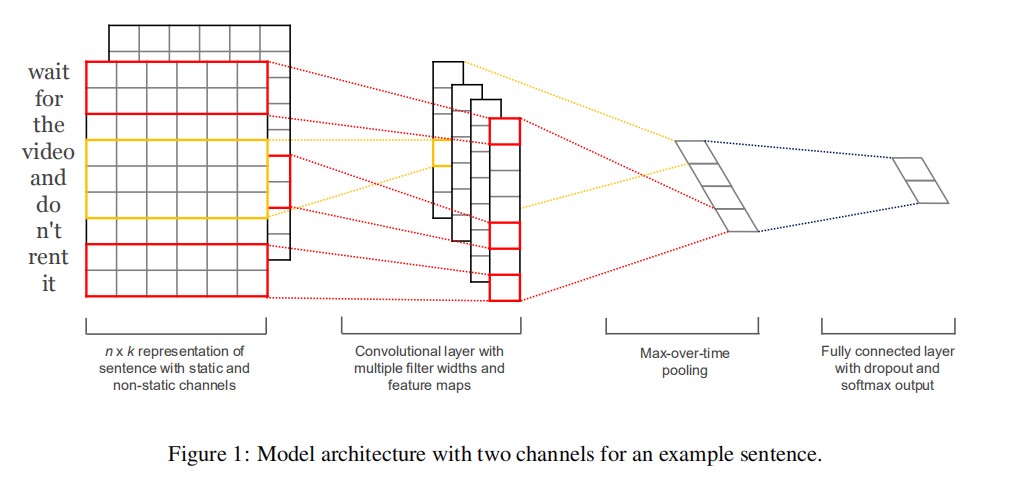 wait
for
the
video
and
do
n't
rent
it
n x k representation of
sentence with static and
non-static channels
Convolutional layer with
multiple filter widths and
feature maps
Max-over-time
pooling
Fully connected layer
with dropout and
softmax output
Figure 1: Model architecture with two channels for an example sentence.